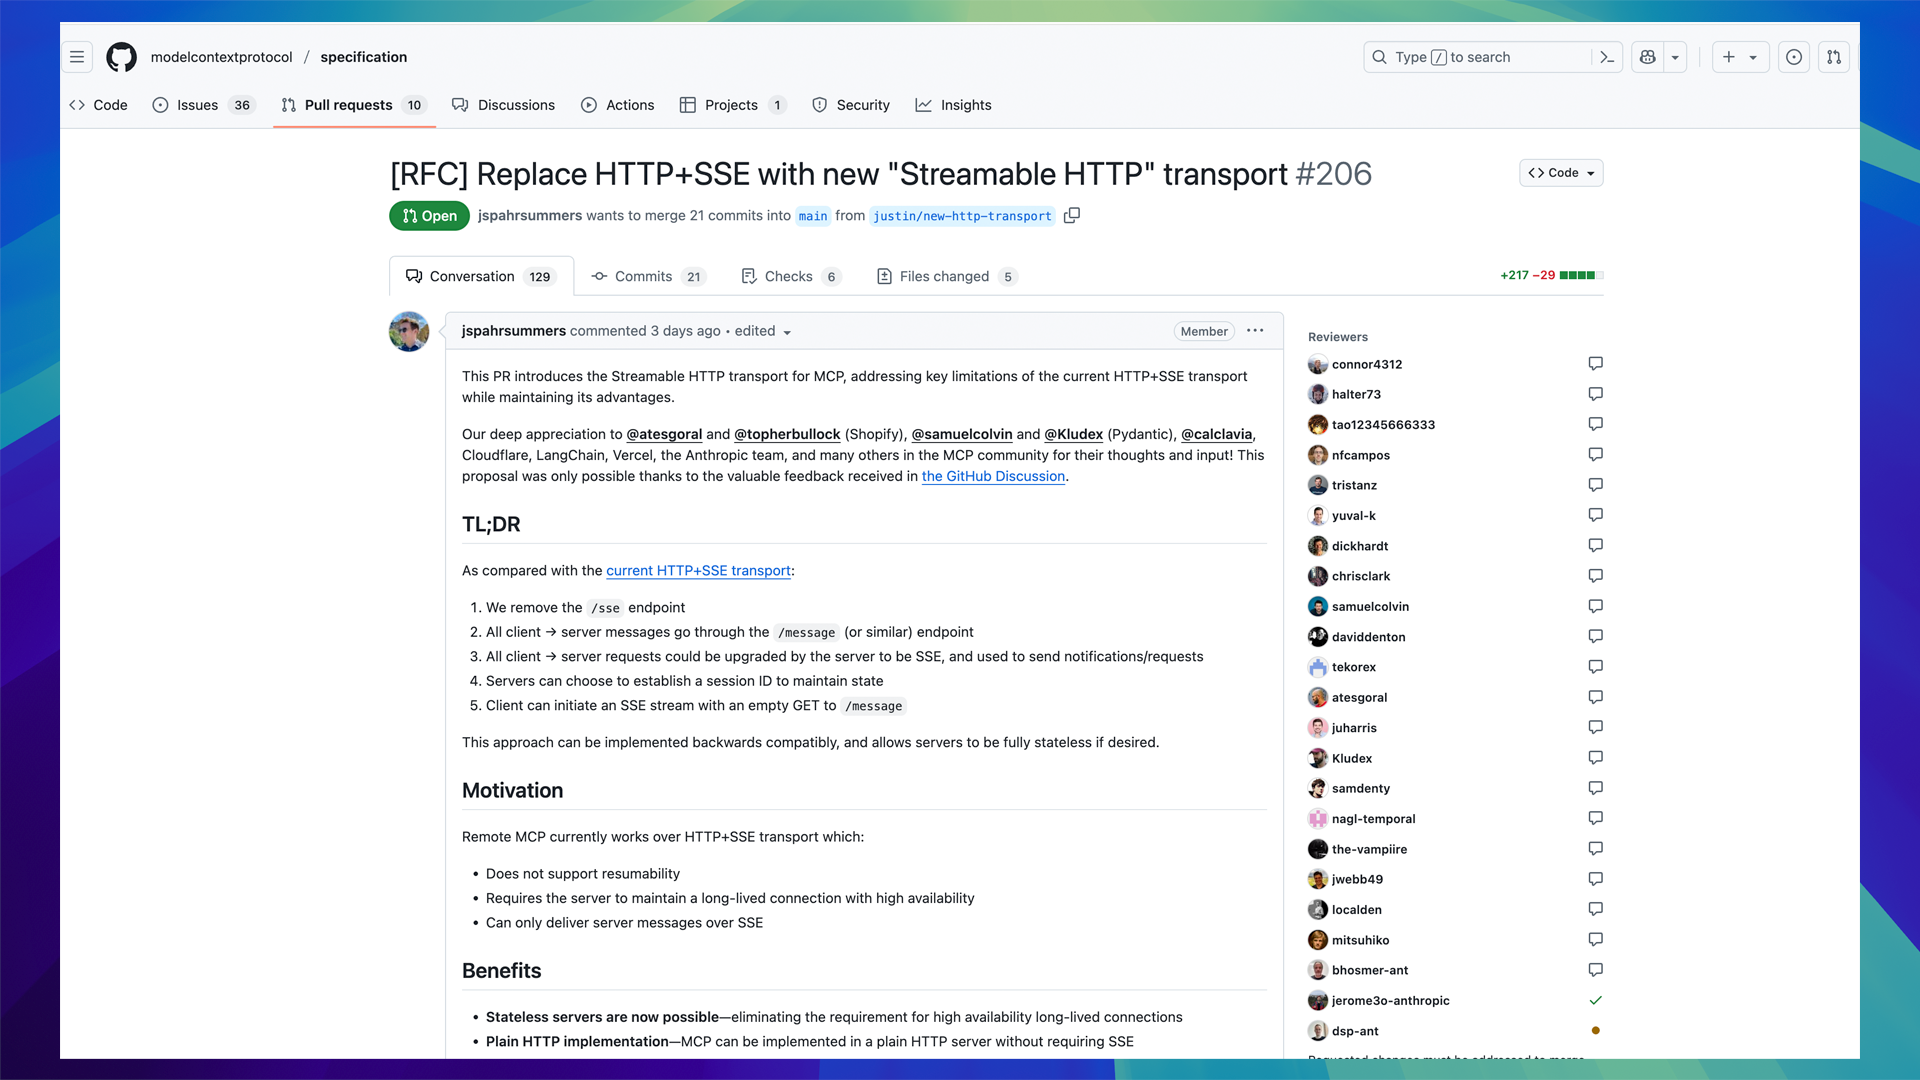 modelcontextprotocol / specification
Type / to search
Code
Issues 36
Pull requests 10
Discussions
Actions
Projects 1
Security
Insights
[RFC] Replace HTTP+SSE with new "Streamable HTTP" transport #206
Code
Open
jspahrsummers wants to merge 21 commits into main from justin/new-http-transport
Conversation 129
Commits 21
Checks 6
Files changed 5
+217 −29
jspahrsummers commented 3 days ago • edited
Member
This PR introduces the Streamable HTTP transport for MCP, addressing key limitations of the current HTTP+SSE transport
while maintaining its advantages.
Our deep appreciation to @atesgoral and @topherbullock (Shopify), @samuelcolvin and @Kludex (Pydantic), @calclavia,
Cloudflare, LangChain, Vercel, the Anthropic team, and many others in the MCP community for their thoughts and input! This
proposal was only possible thanks to the valuable feedback received in the GitHub Discussion.
TL;DR
As compared with the current HTTP+SSE transport:
1. We remove the /sse endpoint
2. All client → server messages go through the /message (or similar) endpoint
3. All client → server requests could be upgraded by the server to be SSE, and used to send notifications/requests
4. Servers can choose to establish a session ID to maintain state
5. Client can initiate an SSE stream with an empty GET to /message
This approach can be implemented backwards compatibly, and allows servers to be fully stateless if desired.
Motivation
Remote MCP currently works over HTTP+SSE transport which:
• Does not support resumability
• Requires the server to maintain a long-lived connection with high availability
• Can only deliver server messages over SSE
Benefits
• Stateless servers are now possible—eliminating the requirement for high availability long-lived connections
• Plain HTTP implementation—MCP can be implemented in a plain HTTP server without requiring SSE
Reviewers
connor4312
halter73
tao12345666333
nfcampos
tristanz
yuval-k
dickhardt
chrisclark
samuelcolvin
daviddenton
tekorex
atesgoral
juharris
Kludex
samdenty
nagl-temporal
the-vampiire
jwebb49
localden
mitsuhiko
bhosmer-ant
jerome3o-anthropic
dsp-ant
Requested changes must be addressed to merge